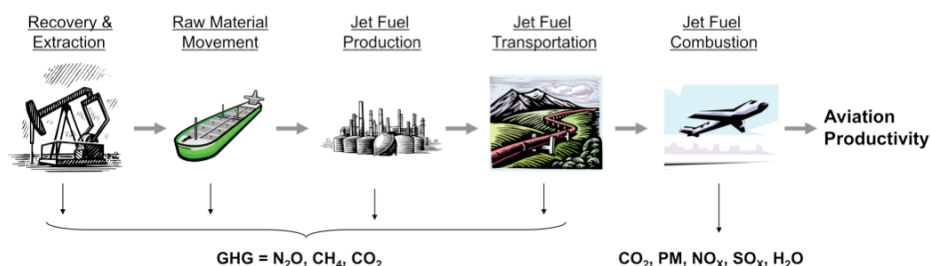 Recovery &
Extraction
Raw Material
Movement
Jet Fuel
Production
Jet Fuel
Transportation
Jet Fuel
Combustion
Aviation
Productivity
GHG = N₂O, CH₄, CO₂
CO₂, PM, NOₓ, SOₓ, H₂O